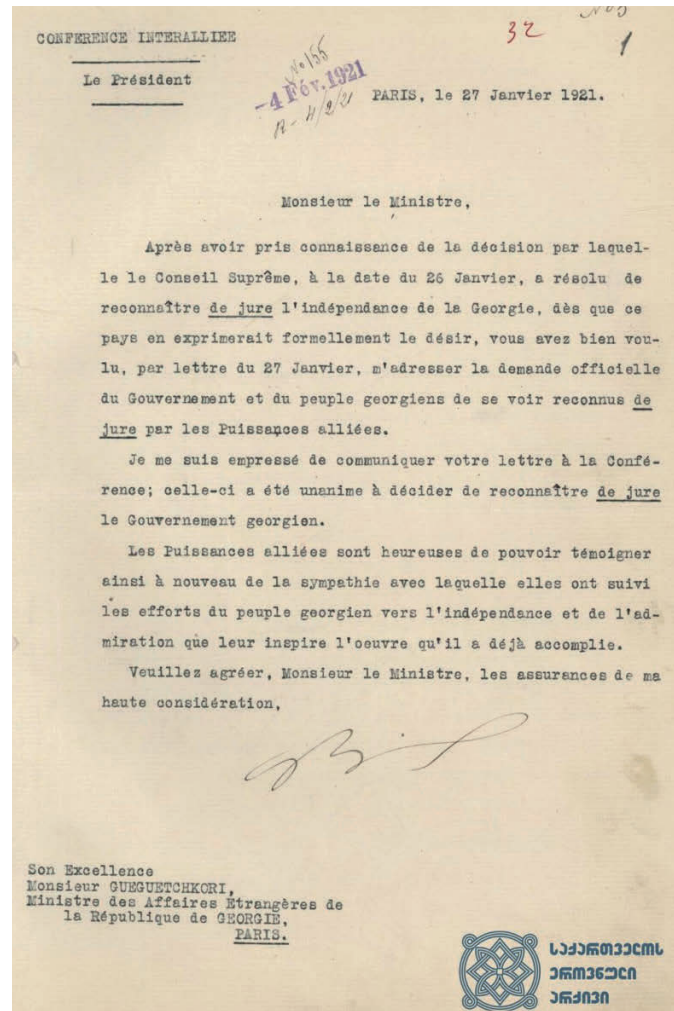 CONFERENCE INTERALLIEE
Le Président
No 155
32
No 5
1
-4 Fév.1921
R- 4/2/21
PARIS, le 27 Janvier 1921.
Monsieur le Ministre,
Après avoir pris connaissance de la décision par laquel-
le le Conseil Suprême, à la date du 26 Janvier, a résolu de
reconnaître de jure l'indépendance de la Georgie, dès que ce
pays en exprimerait formellement le désir, vous avez bien vou-
lu, par lettre du 27 Janvier, m'adresser la demande officielle
du Gouvernement et du peuple georgiens de se voir reconnus de
jure par les Puissances alliées.
Je me suis empressé de communiquer votre lettre à la Confé-
rence; celle-ci a été unanime à décider de reconnaître de jure
le Gouvernement georgien.
Les Puissances alliées sont heureuses de pouvoir témoigner
ainsi à nouveau de la sympathie avec laquelle elles ont suivi
les efforts du peuple georgien vers l'indépendance et de l'ad-
miration que leur inspire l'oeuvre qu'il a déjà accomplie.
Veuillez agréer, Monsieur le Ministre, les assurances de ma
haute considération,
Son Excellence
Monsieur GUEGUETCHKORI,
Ministre des Affaires Etrangères de
la République de GEORGIE,
PARIS.
საქართველოს
ეროვნული
არქივი